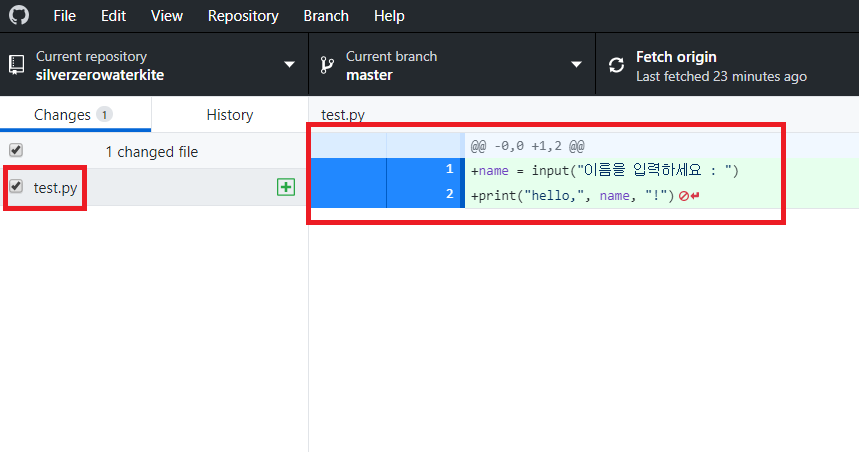 File Edit View Repository Branch Help
Current repository
silverzerowaterkite
Current branch
master
Fetch origin
Last fetched 23 minutes ago
Changes 1
History
test.py
1 changed file
test.py
@@ -0,0 +1,2 @@
1 +name = input("이름을 입력하세요 : ")
2 +print("hello,", name, "!")